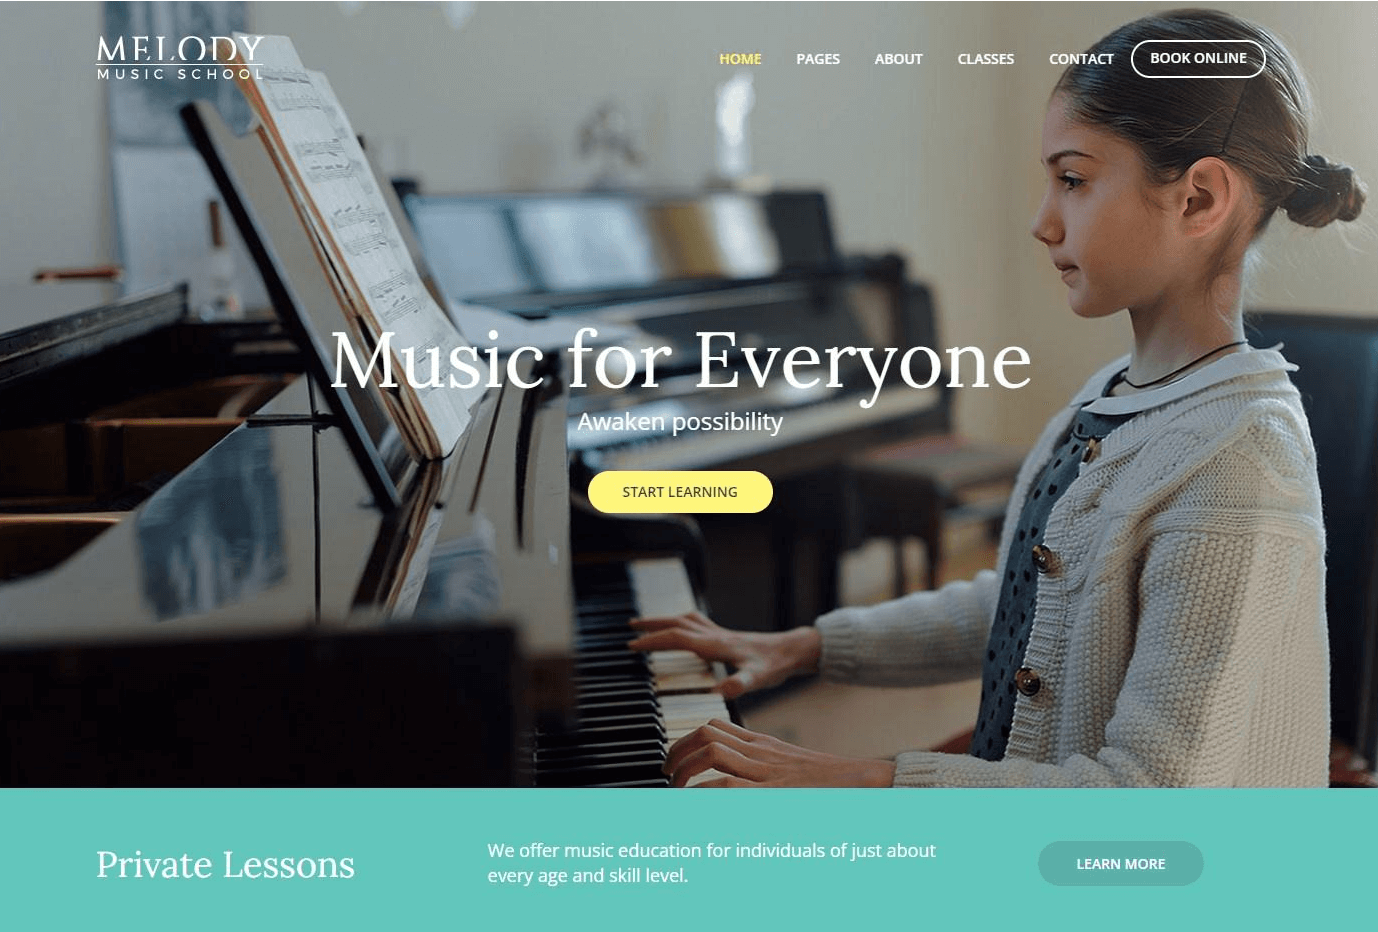 MELODY
MUSIC SCHOOL
HOME PAGES ABOUT CLASSES CONTACT BOOK ONLINE
Music for Everyone
Awaken possibility
START LEARNING
Private Lessons
We offer music education for individuals of just about
every age and skill level.
LEARN MORE